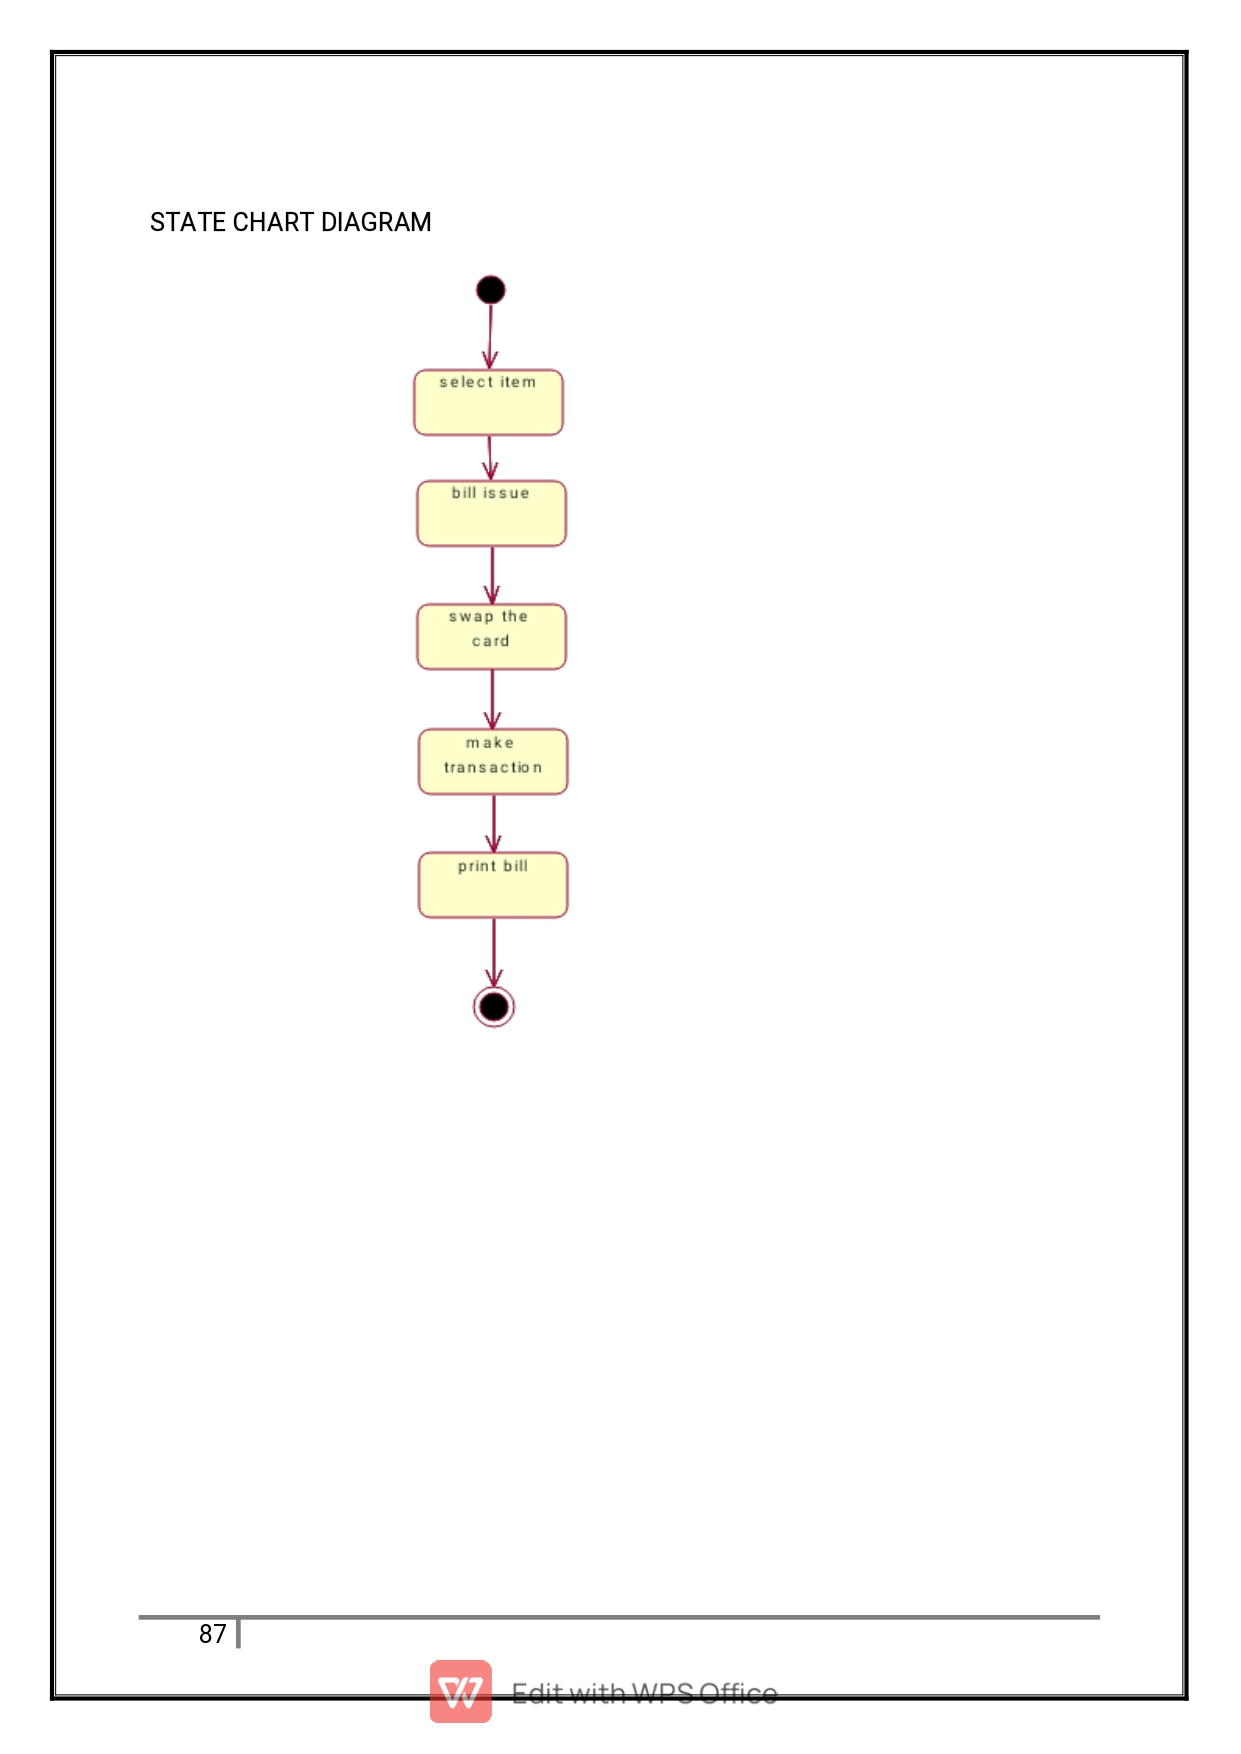 STATE CHART DIAGRAM
select item
bill issue
swap the
card
make
transaction
print bill
87
Edit with WPS Office